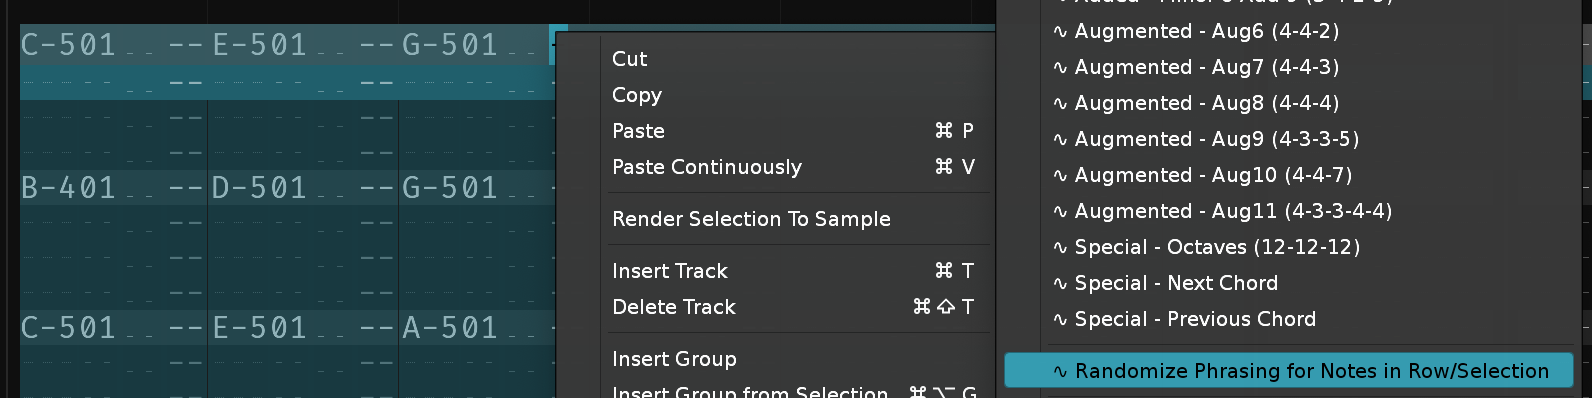 C-501 -- E-501 -- G-501
B-401 -- D-501 -- G-501
C-501 -- E-501 -- A-501
Cut
Copy
Paste ⌘ P
Paste Continuously ⌘ V
Render Selection To Sample
Insert Track ⌘ T
Delete Track ⌘⇧ T
Insert Group
Insert Group from Selection ⌘⌥ G
∿ Augmented - Aug6 (4-4-2)
∿ Augmented - Aug7 (4-4-3)
∿ Augmented - Aug8 (4-4-4)
∿ Augmented - Aug9 (4-3-3-5)
∿ Augmented - Aug10 (4-4-7)
∿ Augmented - Aug11 (4-3-3-4-4)
∿ Special - Octaves (12-12-12)
∿ Special - Next Chord
∿ Special - Previous Chord
∿ Randomize Phrasing for Notes in Row/Selection